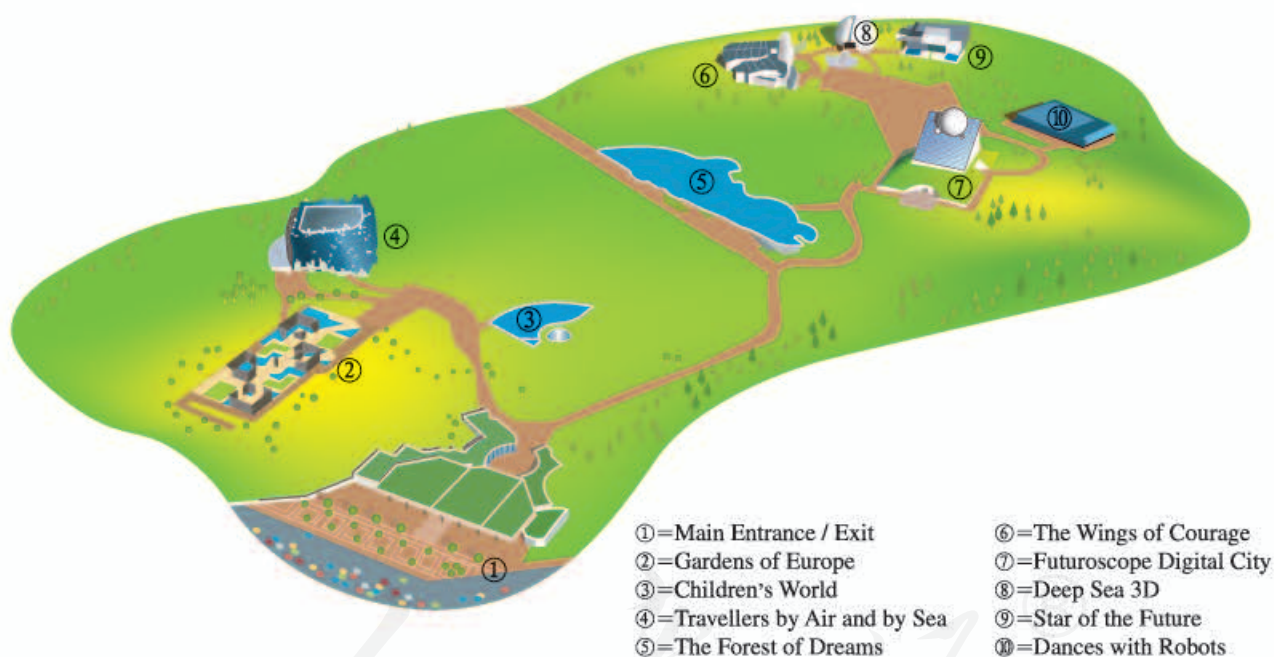 ⑧
⑨
⑥
⑩
⑤
⑦
④
③
②
①
①=Main Entrance / Exit
②=Gardens of Europe
③=Children's World
④=Travellers by Air and by Sea
⑤=The Forest of Dreams
⑥=The Wings of Courage
⑦=Futuroscope Digital City
⑧=Deep Sea 3D
⑨=Star of the Future
⑩=Dances with Robots